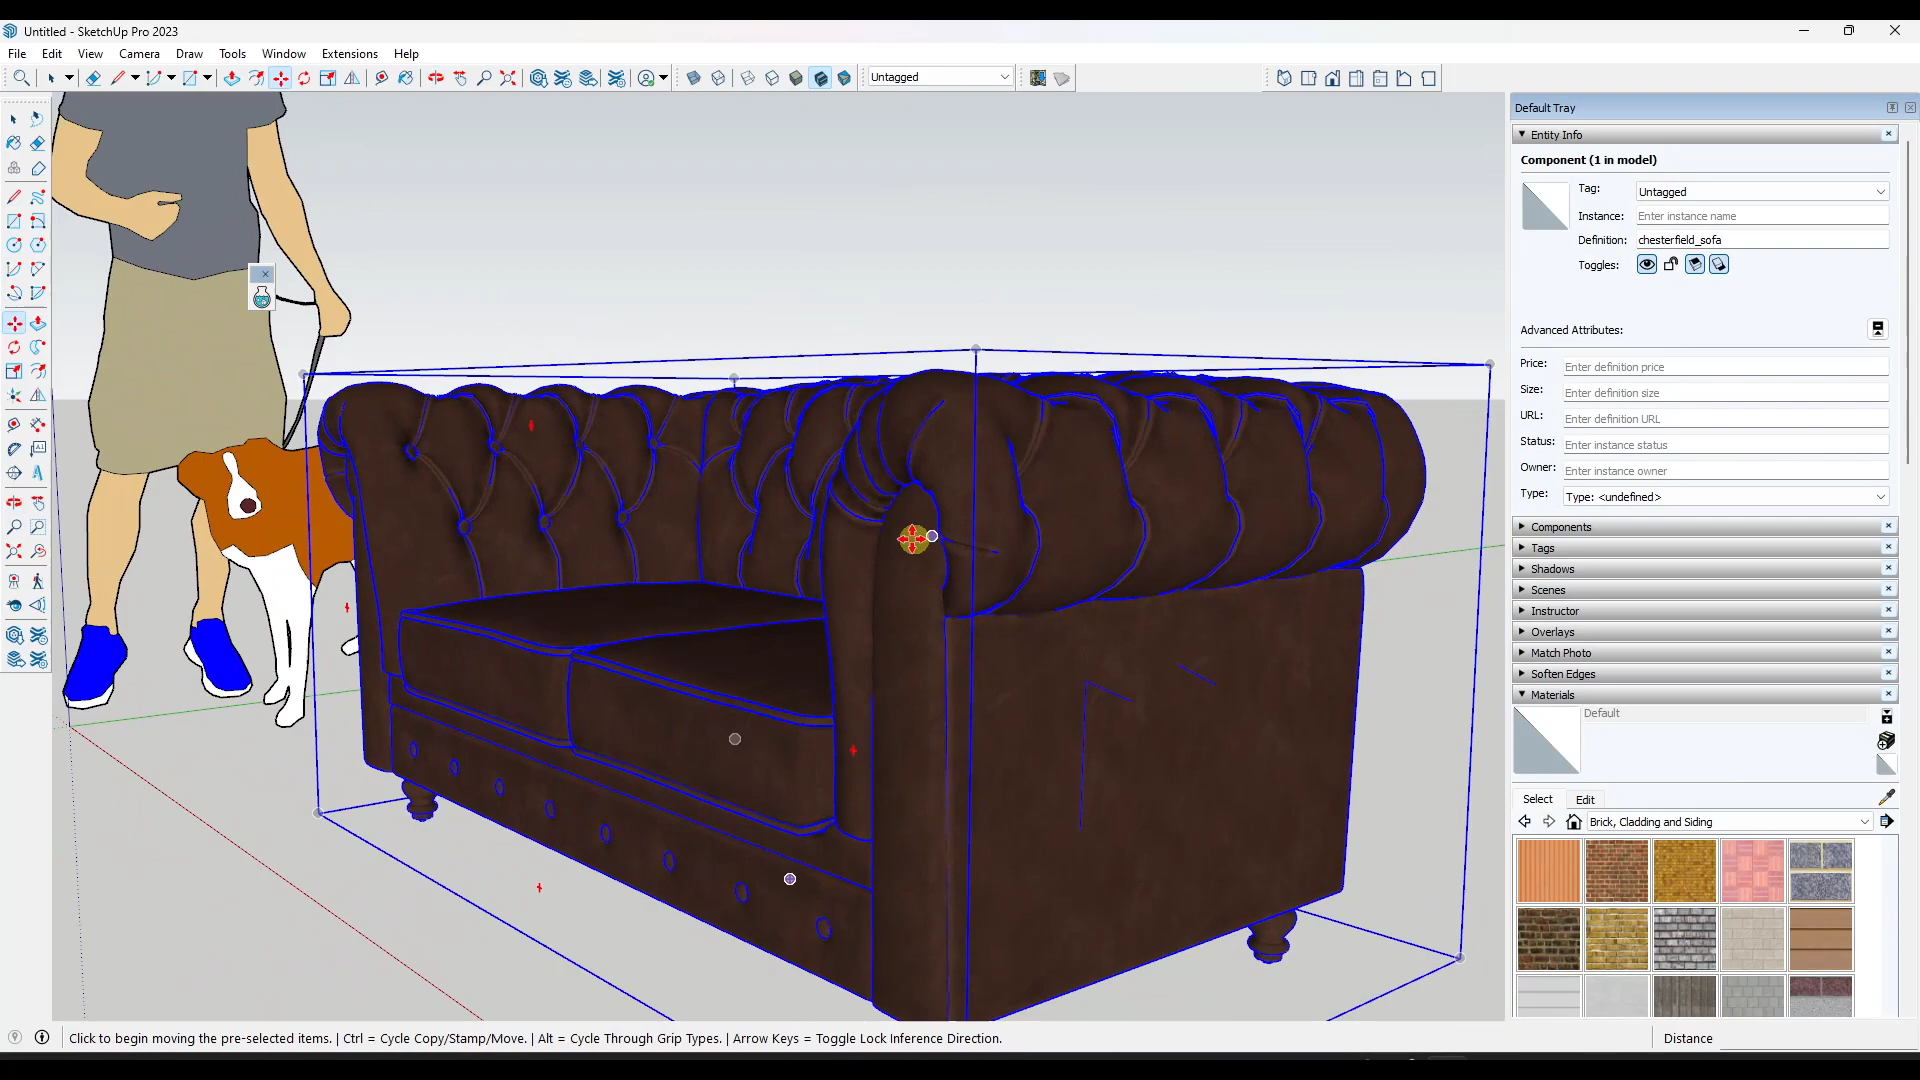 Untitled - SketchUp Pro 2023
File Edit View Camera Draw Tools Window Extensions Help
Untagged
Default Tray
Entity Info
Component (1 in model)
Tag: Untagged
Instance: Enter instance name
Definition: chesterfield_sofa
Toggles:
Advanced Attributes:
Price: Enter definition price
Size: Enter definition size
URL: Enter definition URL
Status: Enter instance status
Owner: Enter instance owner
Type: Type: <undefined>
Components
Tags
Shadows
Scenes
Instructor
Overlays
Match Photo
Soften Edges
Materials
Default
Select Edit
Brick, Cladding and Siding
Click to begin moving the pre-selected items. | Ctrl = Cycle Copy/Stamp/Move. | Alt = Cycle Through Grip Types. | Arrow Keys = Toggle Lock Inference Direction.
Distance